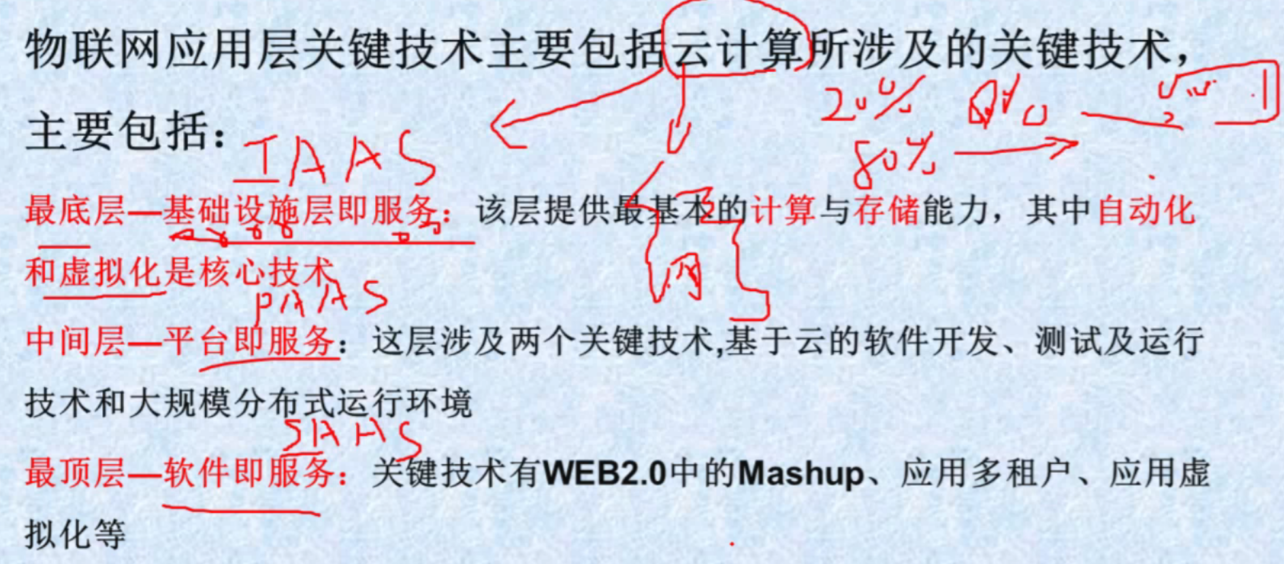 物联网应用层关键技术主要包括云计算所涉及的关键技术，
主要包括：
20%
80%
IAAS
最底层—基础设施层即服务：该层提供最基本的计算与存储能力，其中自动化
和虚拟化是核心技术
网
PAAS
中间层—平台即服务：这层涉及两个关键技术,基于云的软件开发、测试及运行
技术和大规模分布式运行环境
SAAS
最顶层—软件即服务：关键技术有WEB2.0中的Mashup、应用多租户、应用虚
拟化等